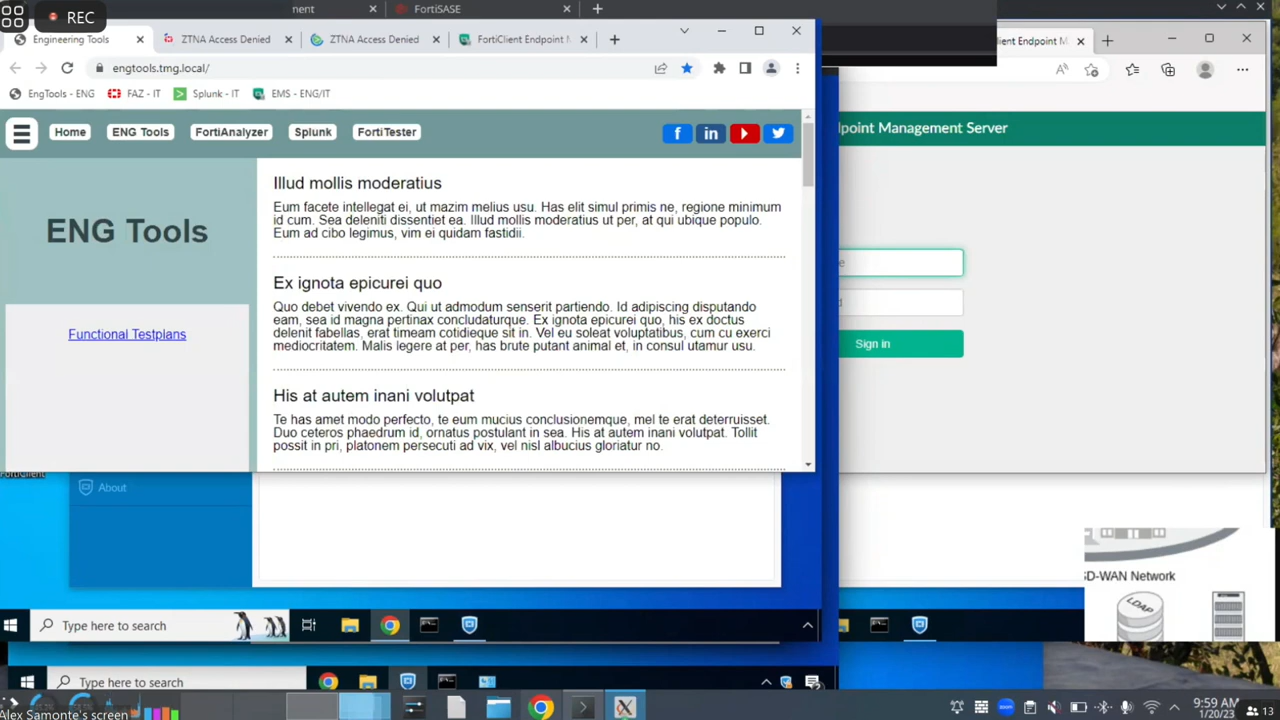 REC
nent
FortiSASE
Engineering Tools
ZTNA Access Denied
ZTNA Access Denied
FortiClient Endpoint M
lient Endpoint M
engtools.tmg.local/
EngTools - ENG
FAZ - IT
Splunk - IT
EMS - ENG/IT
Home
ENG Tools
FortiAnalyzer
Splunk
FortiTester
dpoint Management Server
ENG Tools
Functional Testplans
Illud mollis moderatius
Eum facete intellegat ei, ut mazim melius usu. Has elit simul primis ne, regione minimum
id cum. Sea deleniti dissentiet ea. Illud mollis moderatius ut per, at qui ubique populo.
Eum ad cibo legimus, vim ei quidam fastidii.
Ex ignota epicurei quo
Quo debet vivendo ex. Qui ut admodum senserit partiendo. Id adipiscing disputando
eam, sea id magna pertinax concludaturque. Ex ignota epicurei quo, his ex doctus
delenit fabellas, erat timeam cotidieque sit in. Vel eu soleat voluptatibus, cum cu exerci
mediocritatem. Malis legere at per, has brute putant animal et, in consul utamur usu.
His at autem inani volutpat
Te has amet modo perfecto, te eum mucius conclusionemque, mel te erat deterruisset.
Duo ceteros phaedrum id, ornatus postulant in sea. His at autem inani volutpat. Tollit
possit in pri, platonem persecuti ad vix, vel nisl albucius gloriatur no.
e
d
Sign in
FortiClient
About
SD-WAN Network
LDAP
Type here to search
Type here to search
Alex Samonte's screen
9:59 AM
1/20/23
13